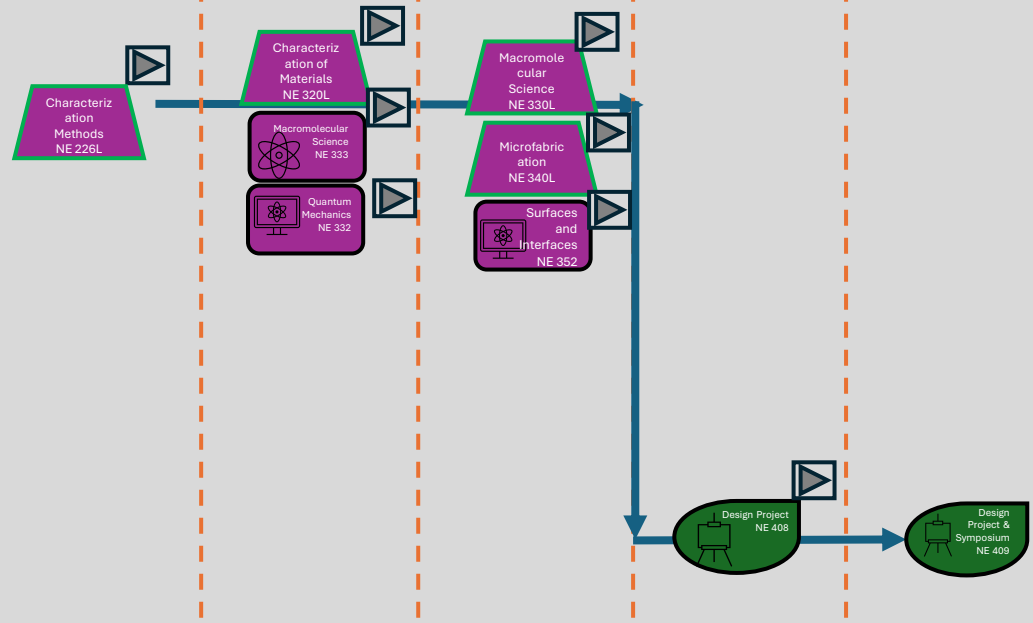 Characteriz
ation
Methods
NE 226L
Characteriz
ation of
Materials
NE 320L
Macromolecular
Science
NE 333
Quantum
Mechanics
NE 332
Macromole
cular
Science
NE 330L
Microfabric
ation
NE 340L
Surfaces
and
Interfaces
NE 352
Design Project
NE 408
Design
Project &
Symposium
NE 409